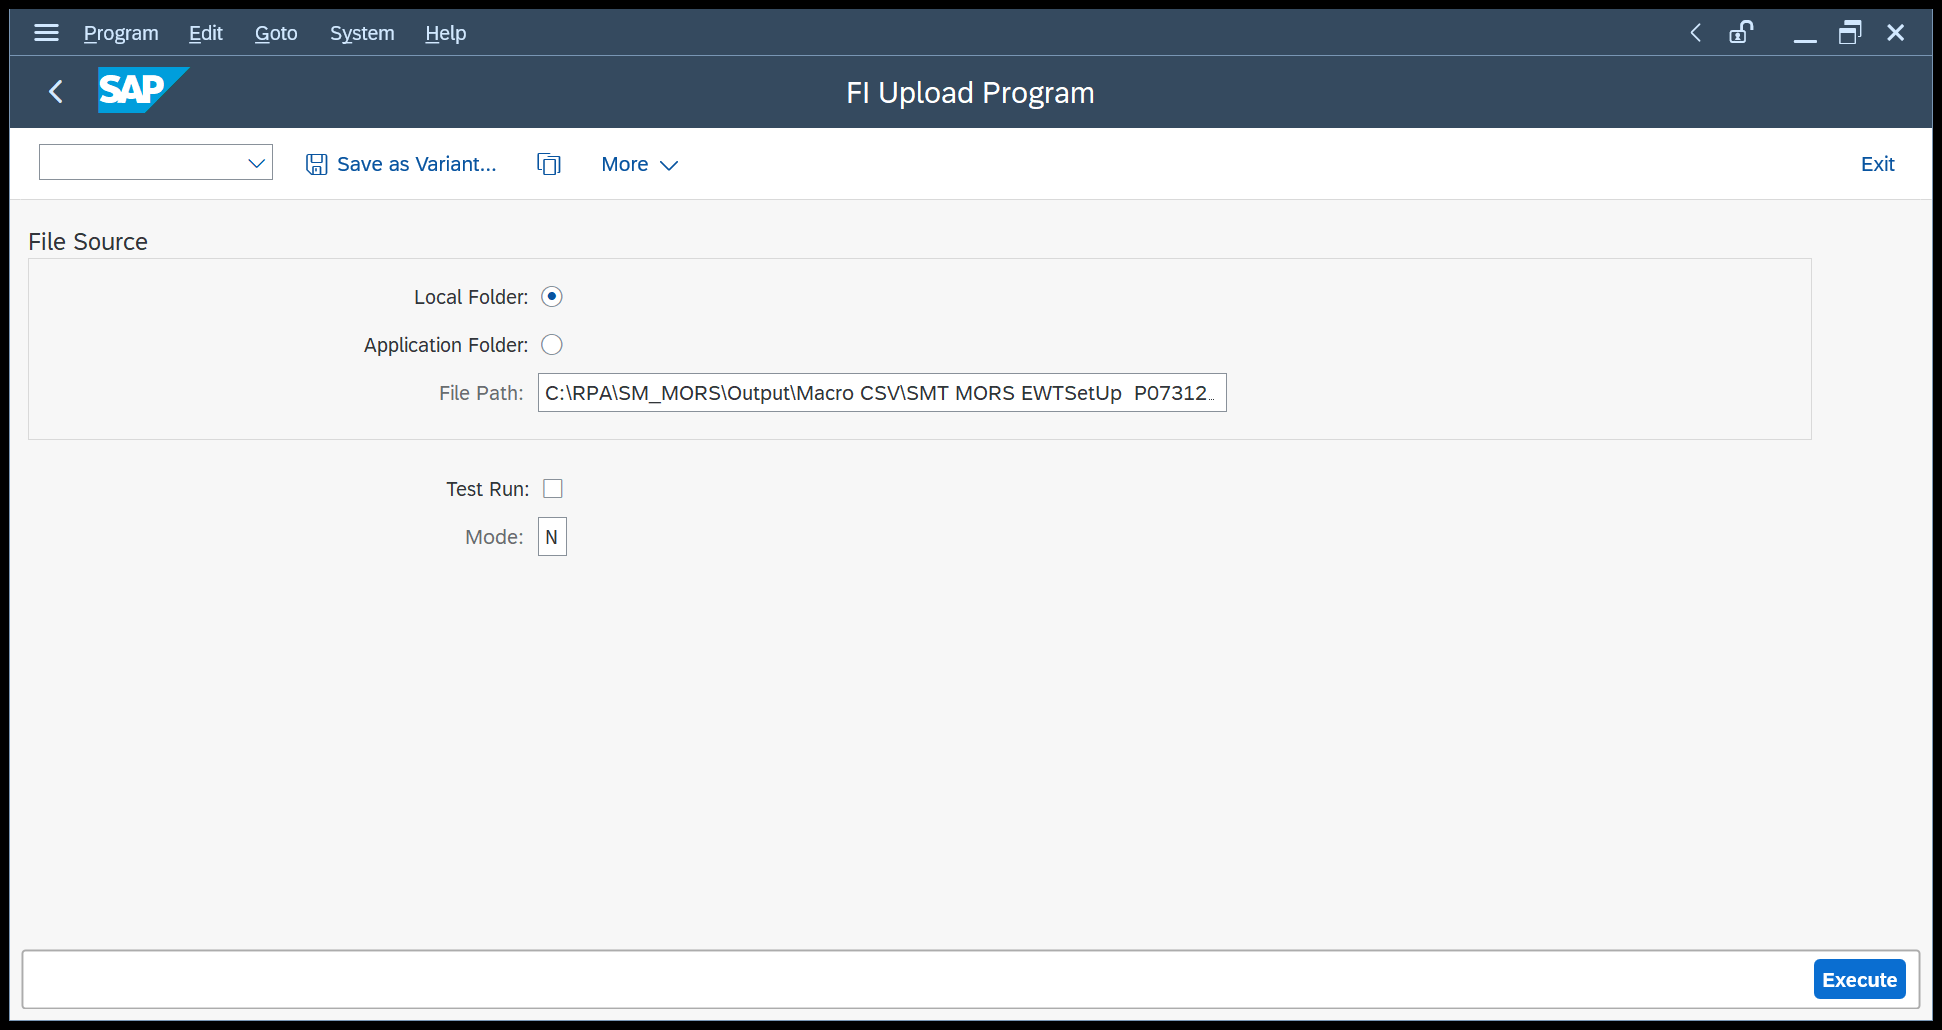 Program Edit Goto System Help
SAP FI Upload Program
Save as Variant... More Exit
File Source
Local Folder:
Application Folder:
File Path: C:\RPA\SM_MORS\Output\Macro CSV\SMT MORS EWTSetUp  P07312...
Test Run:
Mode: N
Execute